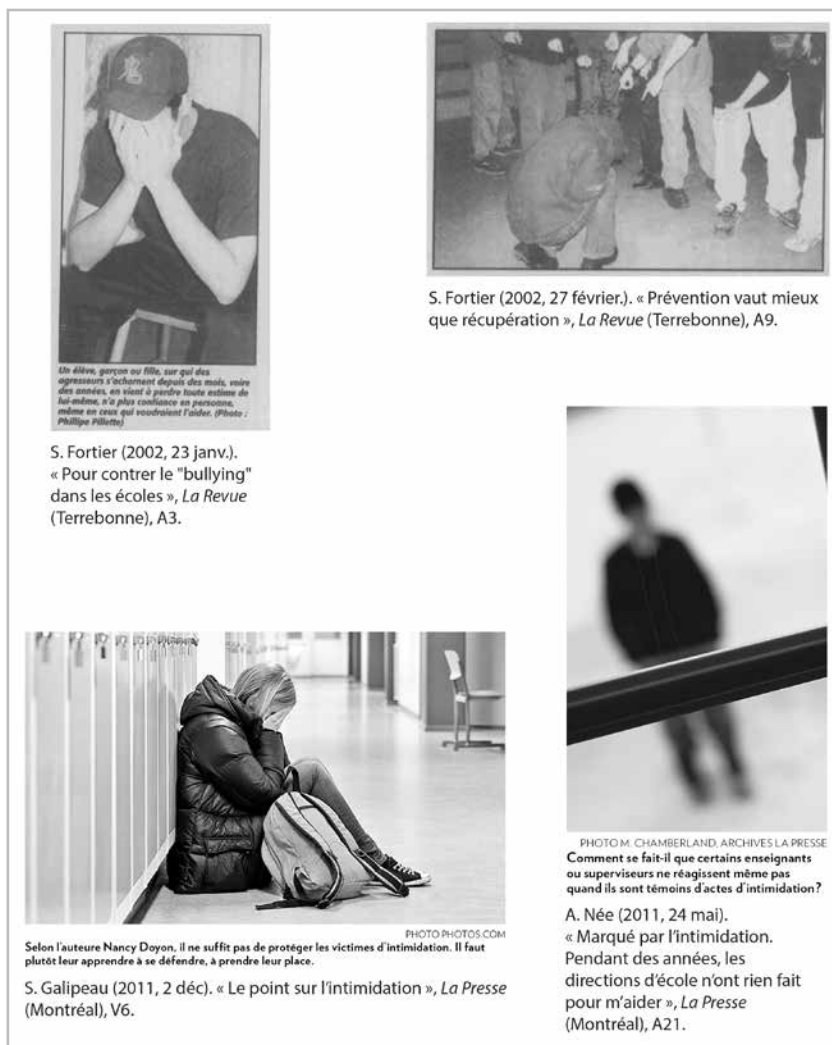 Un élève, garçon ou fille, sur qui des
agresseurs s'acharnent depuis des mois, voire
des années, en vient à perdre toute estime de
lui-même, n'a plus confiance en personne,
même en ceux qui voudraient l'aider. (Photo :
Phillipe Pillette)
S. Fortier (2002, 23 janv.).
« Pour contrer le "bullying"
dans les écoles », La Revue
(Terrebonne), A3.
S. Fortier (2002, 27 février.). « Prévention vaut mieux
que récupération », La Revue (Terrebonne), A9.
PHOTO PHOTOS.COM
Selon l'auteure Nancy Doyon, il ne suffit pas de protéger les victimes d'intimidation. Il faut
plutôt leur apprendre à se défendre, à prendre leur place.
S. Galipeau (2011, 2 déc). « Le point sur l'intimidation », La Presse
(Montréal), V6.
PHOTO M. CHAMBERLAND, ARCHIVES LA PRESSE
Comment se fait-il que certains enseignants
ou superviseurs ne réagissent même pas
quand ils sont témoins d'actes d'intimidation?
A. Née (2011, 24 mai).
« Marqué par l'intimidation.
Pendant des années, les
directions d'école n'ont rien fait
pour m'aider », La Presse
(Montréal), A21.